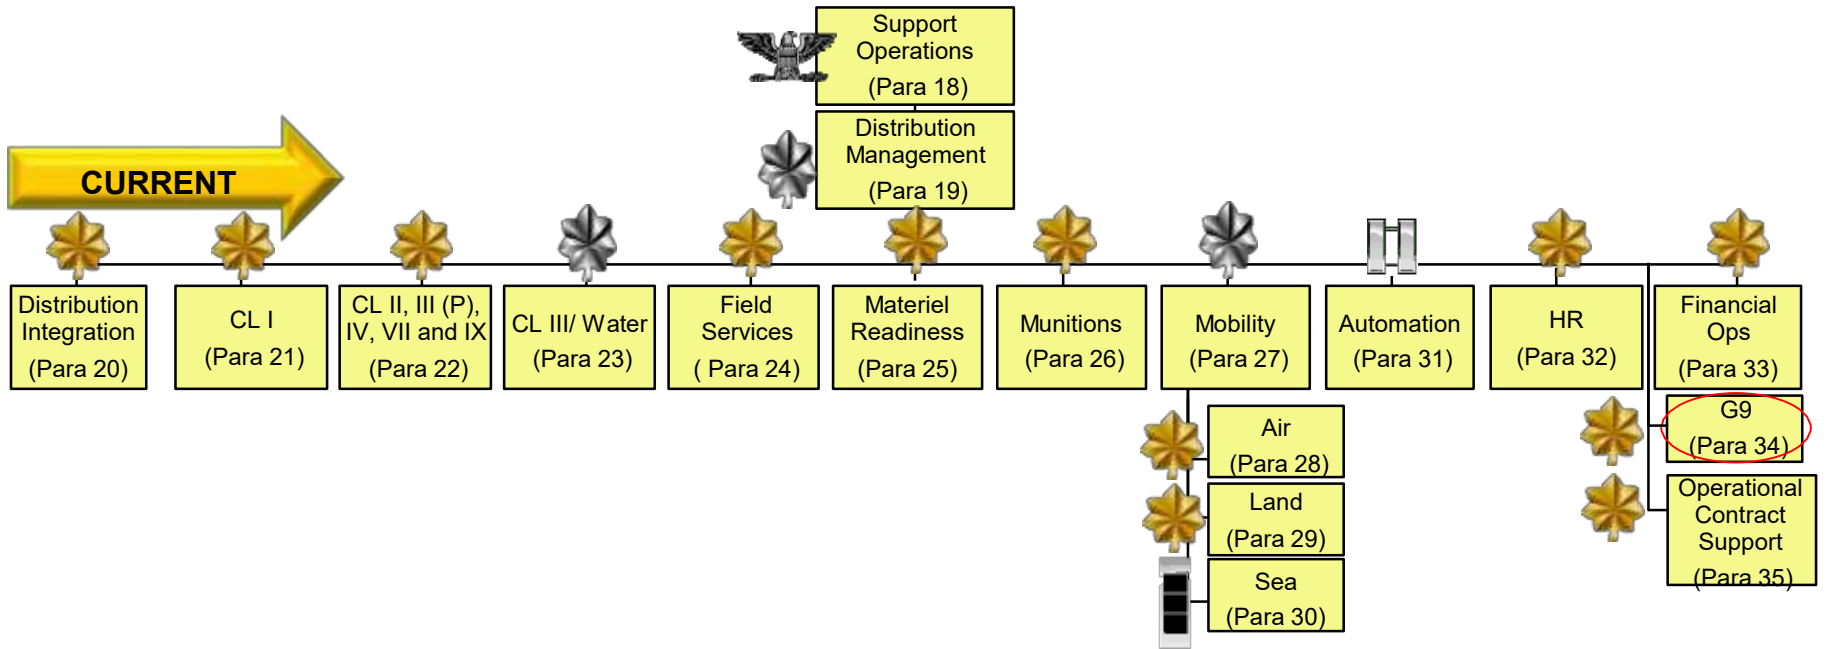 Support
Operations
(Para 18)
Distribution
Management
(Para 19)
CURRENT
Distribution
Integration
(Para 20)
CL I
(Para 21)
CL II, III (P),
IV, VII and IX
(Para 22)
CL III/ Water
(Para 23)
Field
Services
( Para 24)
Materiel
Readiness
(Para 25)
Munitions
(Para 26)
Mobility
(Para 27)
Automation
(Para 31)
HR
(Para 32)
Financial
Ops
(Para 33)
Air
(Para 28)
Land
(Para 29)
Sea
(Para 30)
G9
(Para 34)
Operational
Contract
Support
(Para 35)